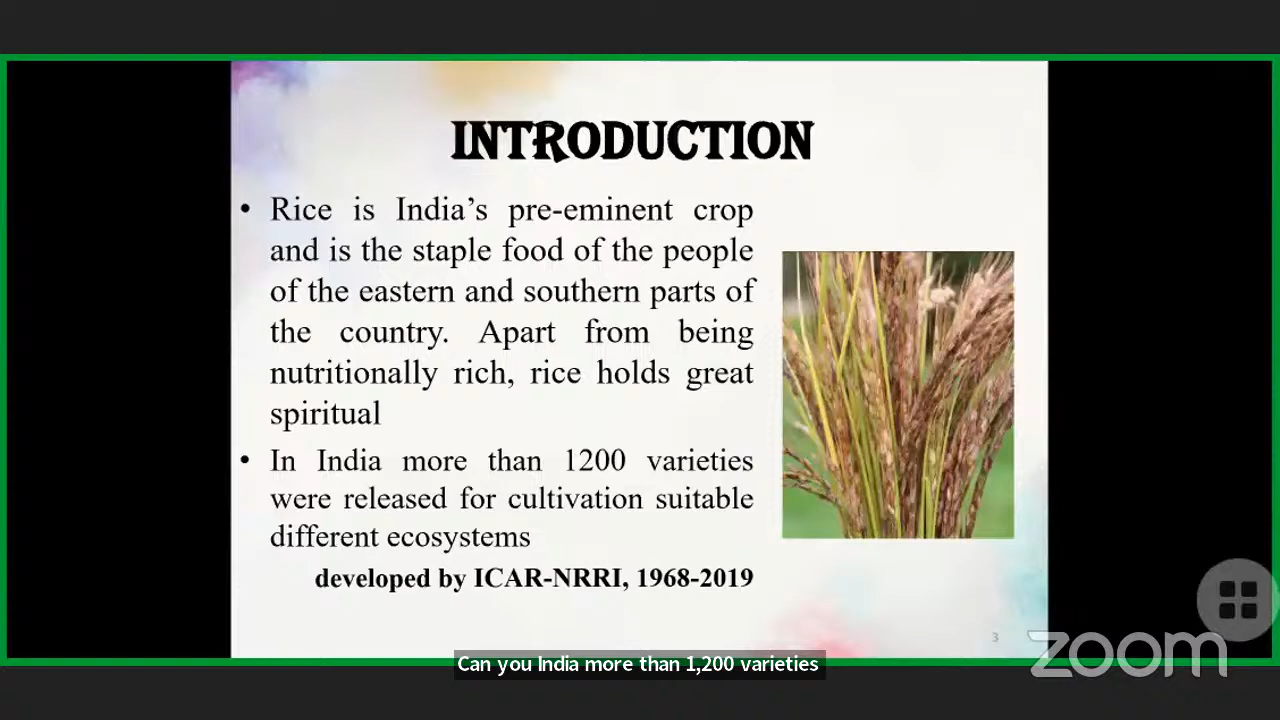 INTRODUCTION
• Rice is India’s pre-eminent crop
and is the staple food of the people
of the eastern and southern parts of
the country. Apart from being
nutritionally rich, rice holds great
spiritual
• In India more than 1200 varieties
were released for cultivation suitable
different ecosystems
developed by ICAR-NRRI, 1968-2019
3
zoom
Can you India more than 1,200 varieties